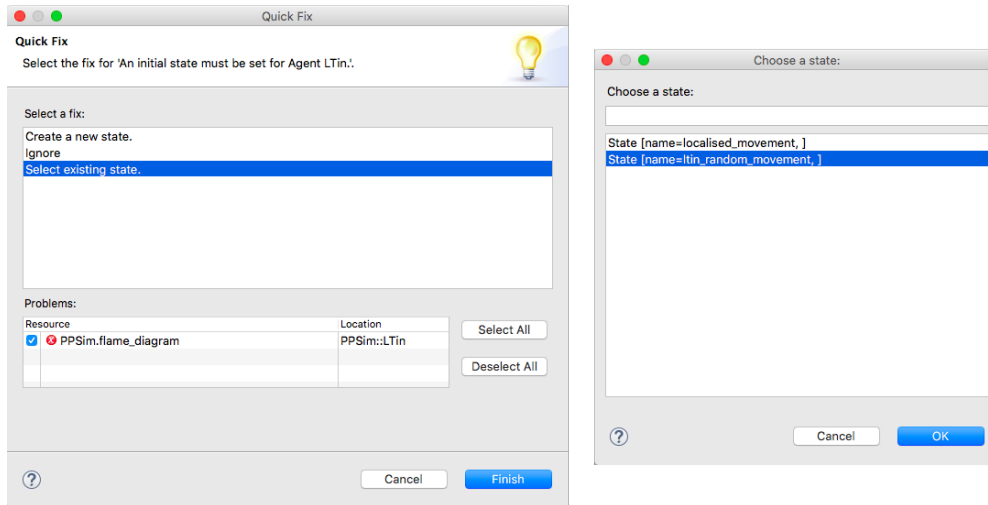 Quick Fix
Quick Fix
Select the fix for 'An initial state must be set for Agent LTin.'.
Select a fix:
Create a new state.
Ignore
Select existing state.
Problems:
Resource Location
PPSim.flame_diagram PPSim::LTin
Select All
Deselect All
?
Cancel
Finish
Choose a state:
Choose a state:
State [name=localised_movement, ]
State [name=ltin_random_movement, ]
?
Cancel
OK